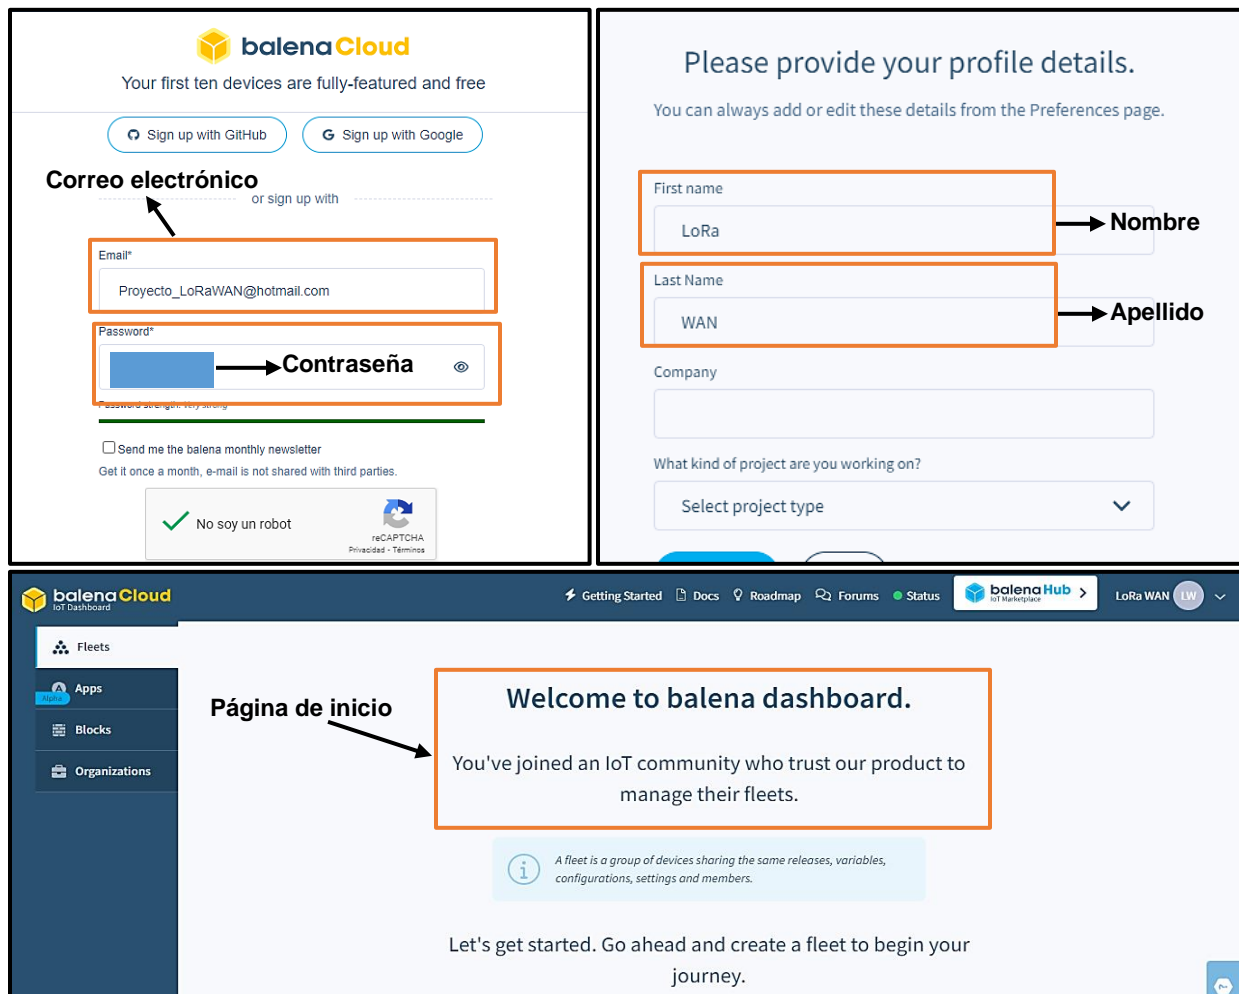 balenaCloud
Your first ten devices are fully-featured and free
Sign up with GitHub
Sign up with Google
Correo electrónico
or sign up with
Email*
Proyecto_LoRaWAN@hotmail.com
Password*
Contraseña
Password strength: Very strong
Send me the balena monthly newsletter
Get it once a month, e-mail is not shared with third parties.
No soy un robot
reCAPTCHA
Privacidad - Términos
Please provide your profile details.
You can always add or edit these details from the Preferences page.
First name
LoRa
Nombre
Last Name
WAN
Apellido
Company
What kind of project are you working on?
Select project type
balenaCloud
IoT Dashboard
Getting Started
Docs
Roadmap
Forums
Status
balenaHub
IoT Marketplace
LoRa WAN
LW
Fleets
Apps
Alpha
Blocks
Organizations
Página de inicio
Welcome to balena dashboard.
You've joined an IoT community who trust our product to
manage their fleets.
A fleet is a group of devices sharing the same releases, variables,
configurations, settings and members.
Let's get started. Go ahead and create a fleet to begin your
journey.